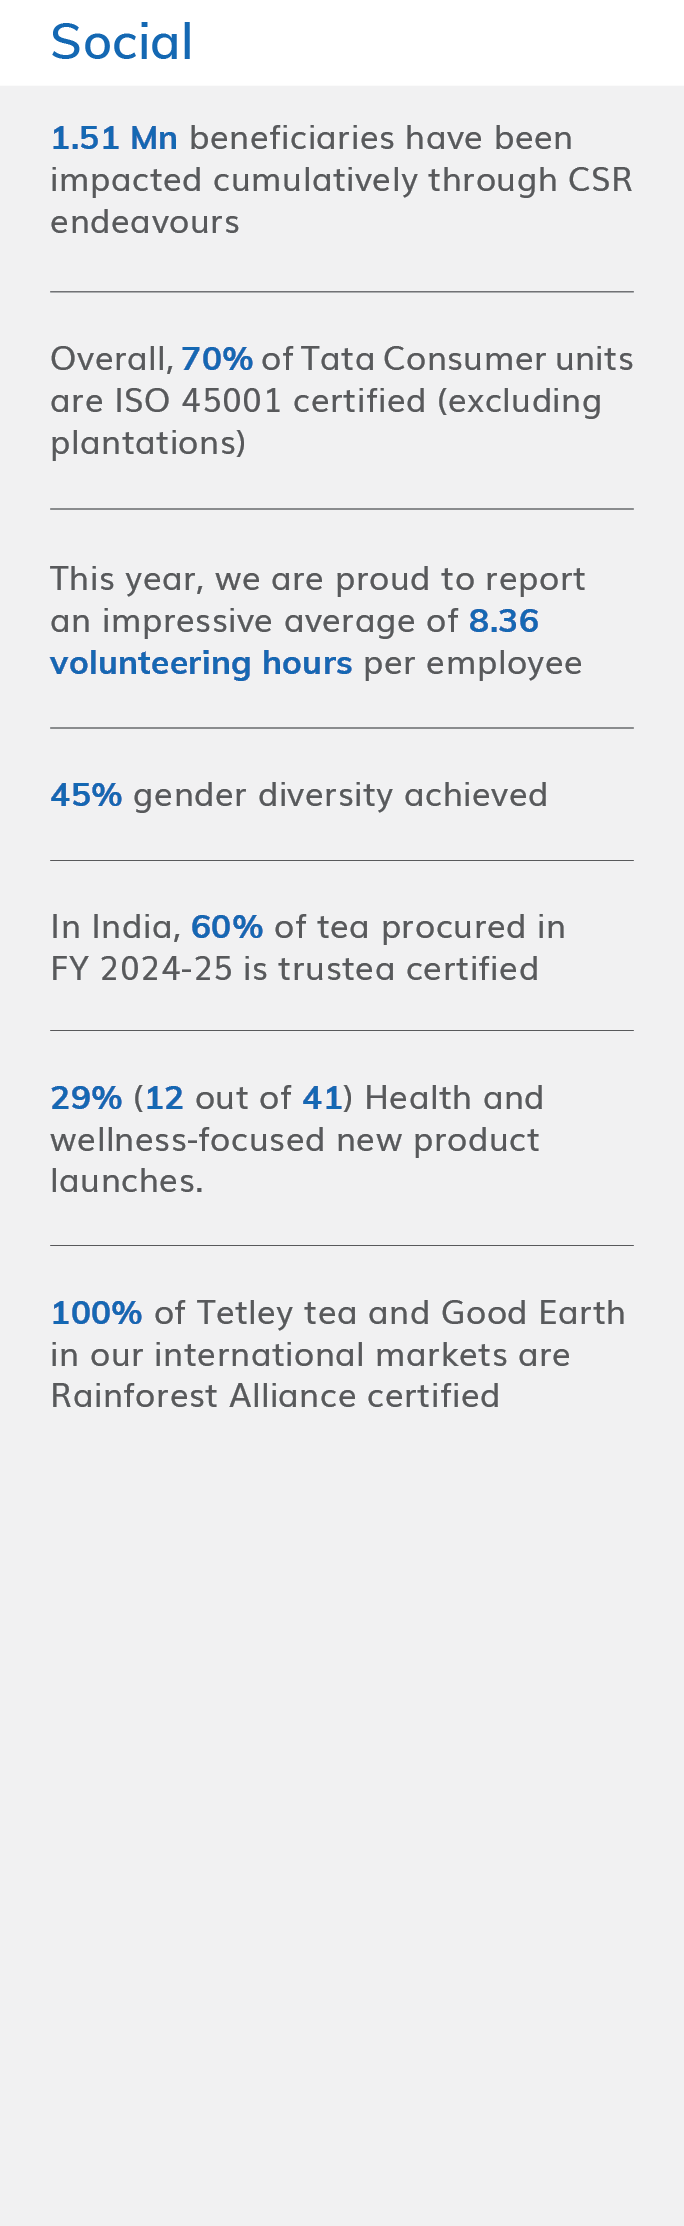 Social
1.51 Mn beneficiaries have been
impacted cumulatively through CSR
endeavours
Overall, 70% of Tata Consumer units
are ISO 45001 certified (excluding
plantations)
This year, we are proud to report
an impressive average of 8.36
volunteering hours per employee
45% gender diversity achieved
In India, 60% of tea procured in
FY 2024-25 is trustea certified
29% (12 out of 41) Health and
wellness-focused new product
launches.
100% of Tetley tea and Good Earth
in our international markets are
Rainforest Alliance certified